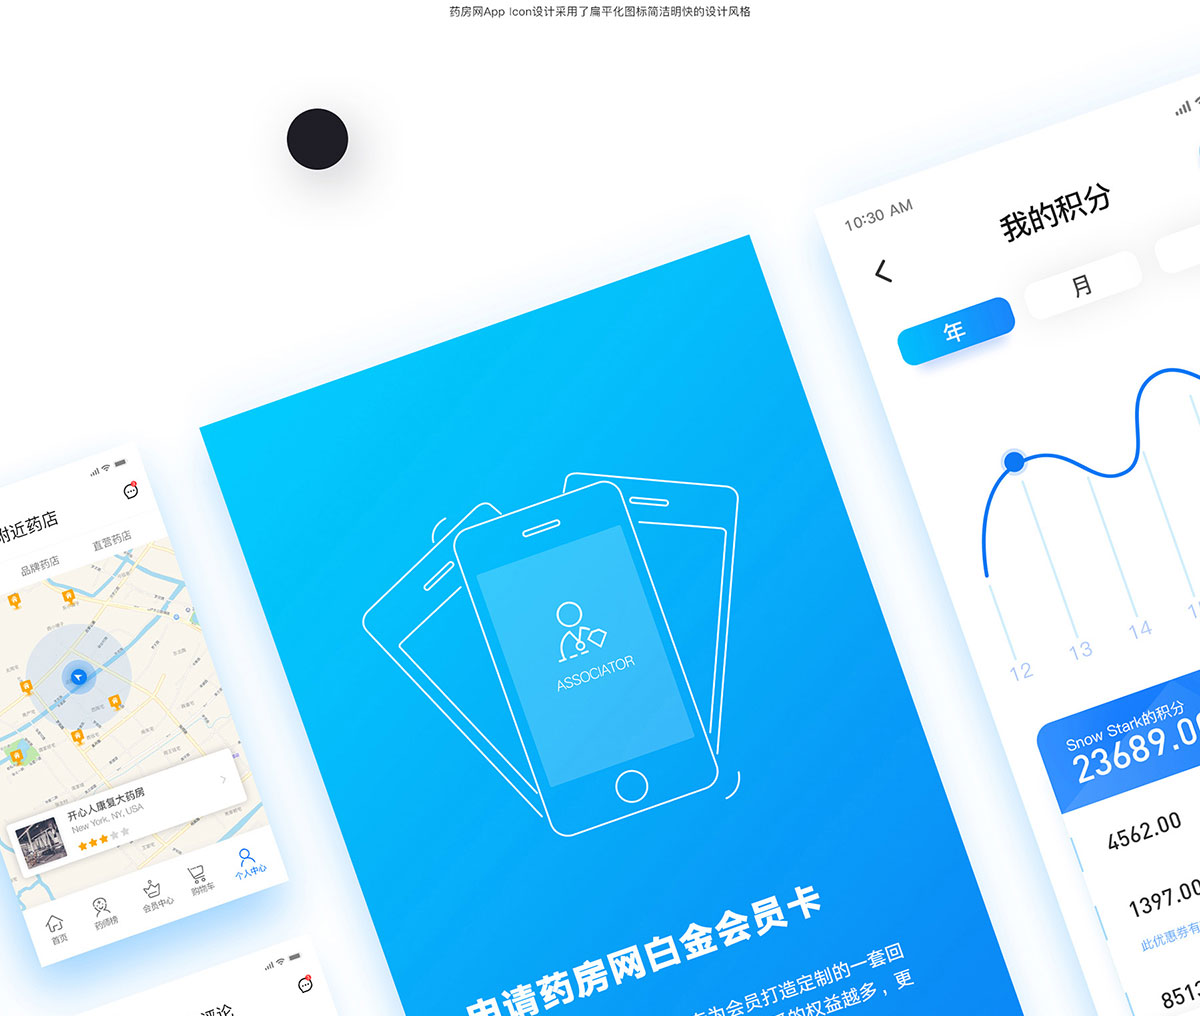 药房网App Icon设计采用了扁平化图标简洁明快的设计风格
10:30 AM
我的积分
年
月
12
13
14
Snow Stark的积分
23689.0
4562.00
1397.00
此优惠券有
8513
ASSOCIATOR
申请药房网白金会员卡
为会员打造定制的一套回
的权益越多，更
附近药店
品牌药店
直营药店
开心人康复大药房
New York, NY, USA
首页
药师榜
会员中心
购物车
个人中心
评论